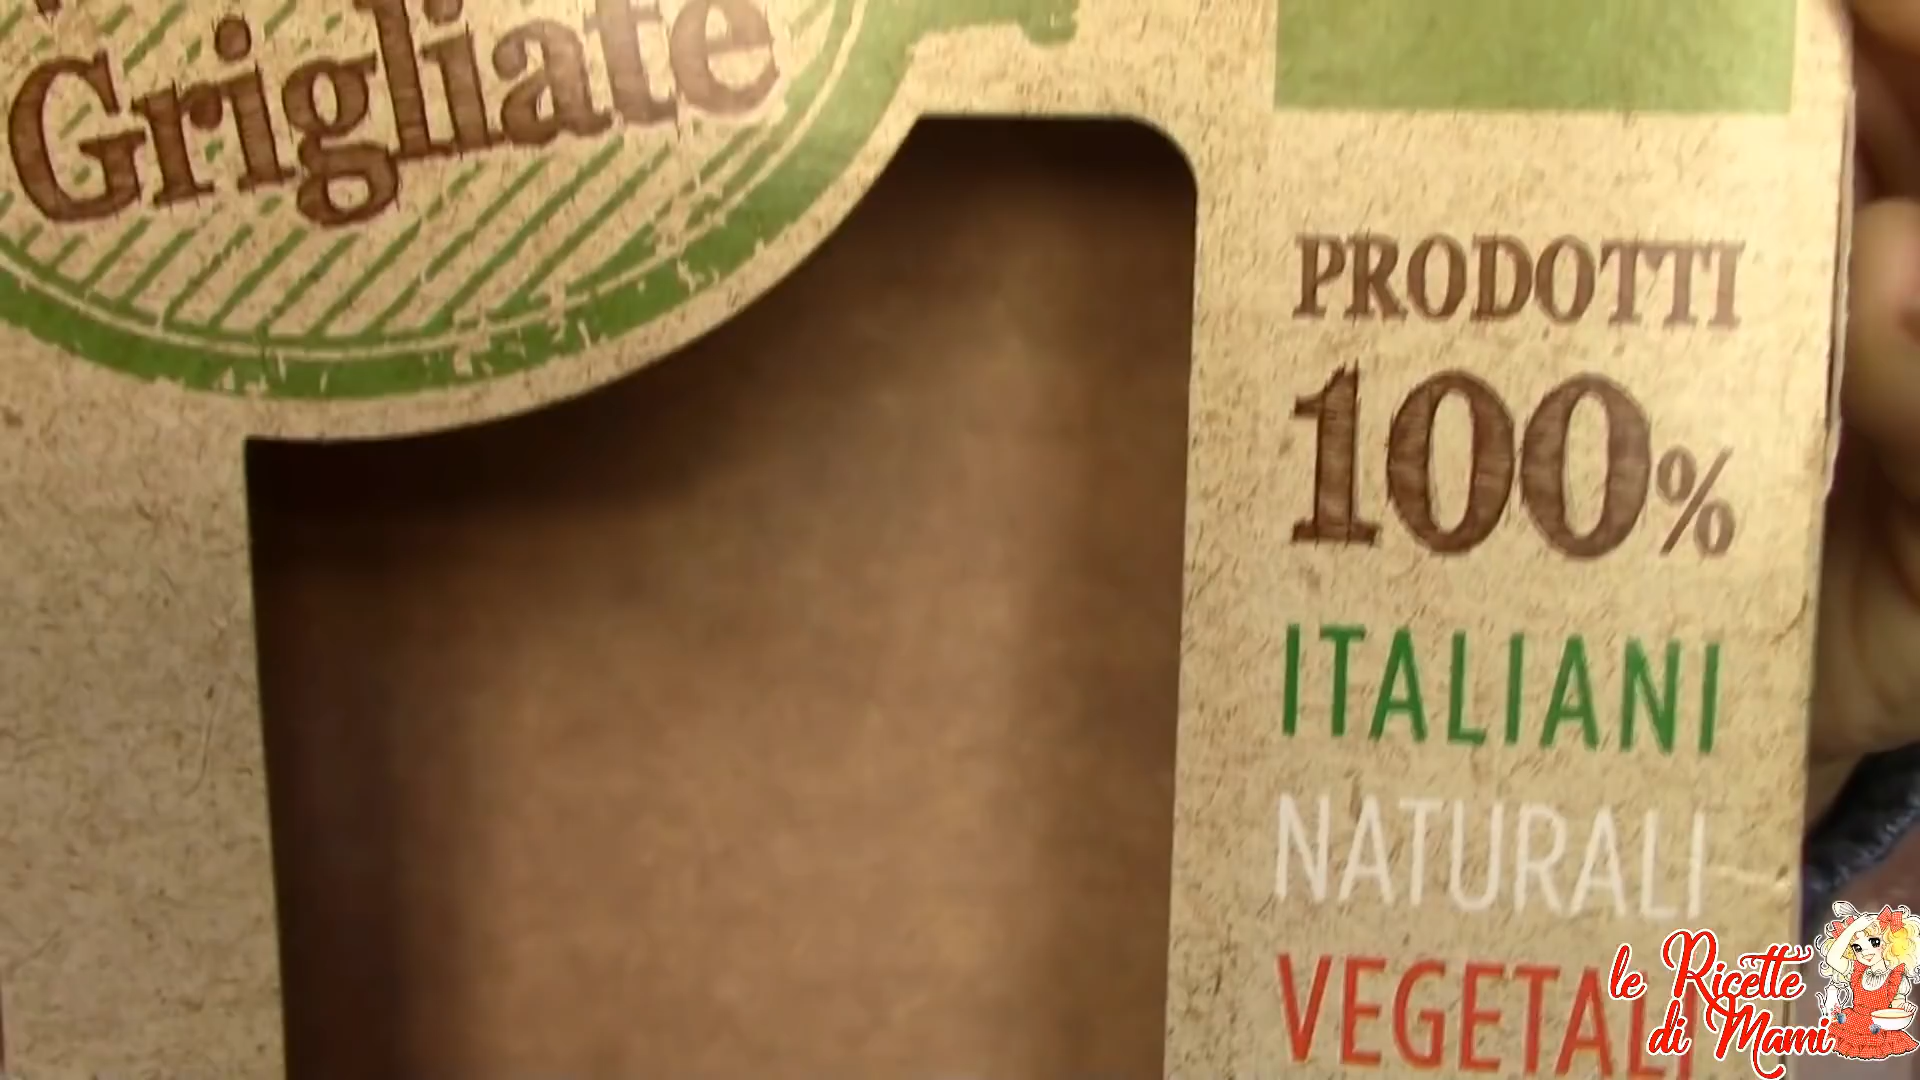 Grigliate
PRODOTTI
100%
ITALIANI
NATURALI
VEGETALI
le Ricette
di Mami